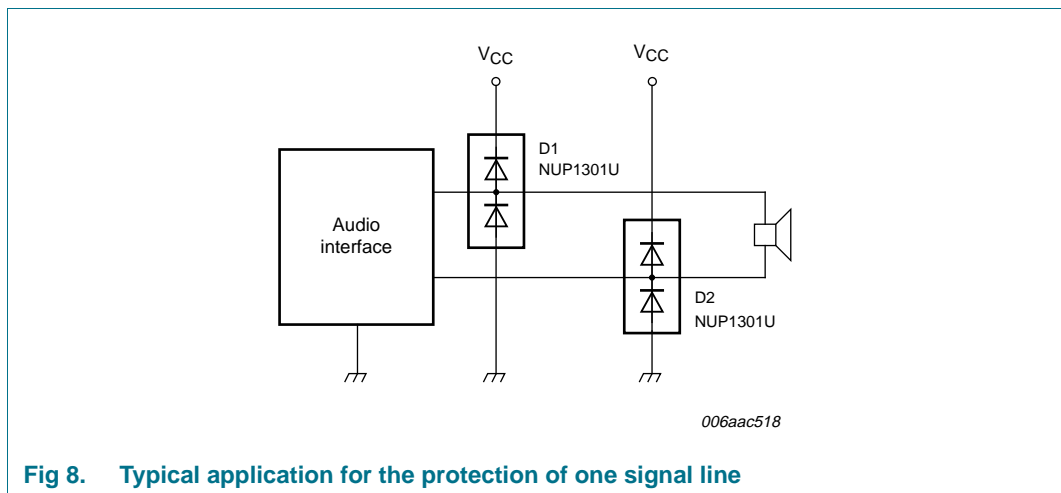 VCC
VCC
D1
NUP1301U
Audio
interface
D2
NUP1301U
006aac518
Fig 8. Typical application for the protection of one signal line